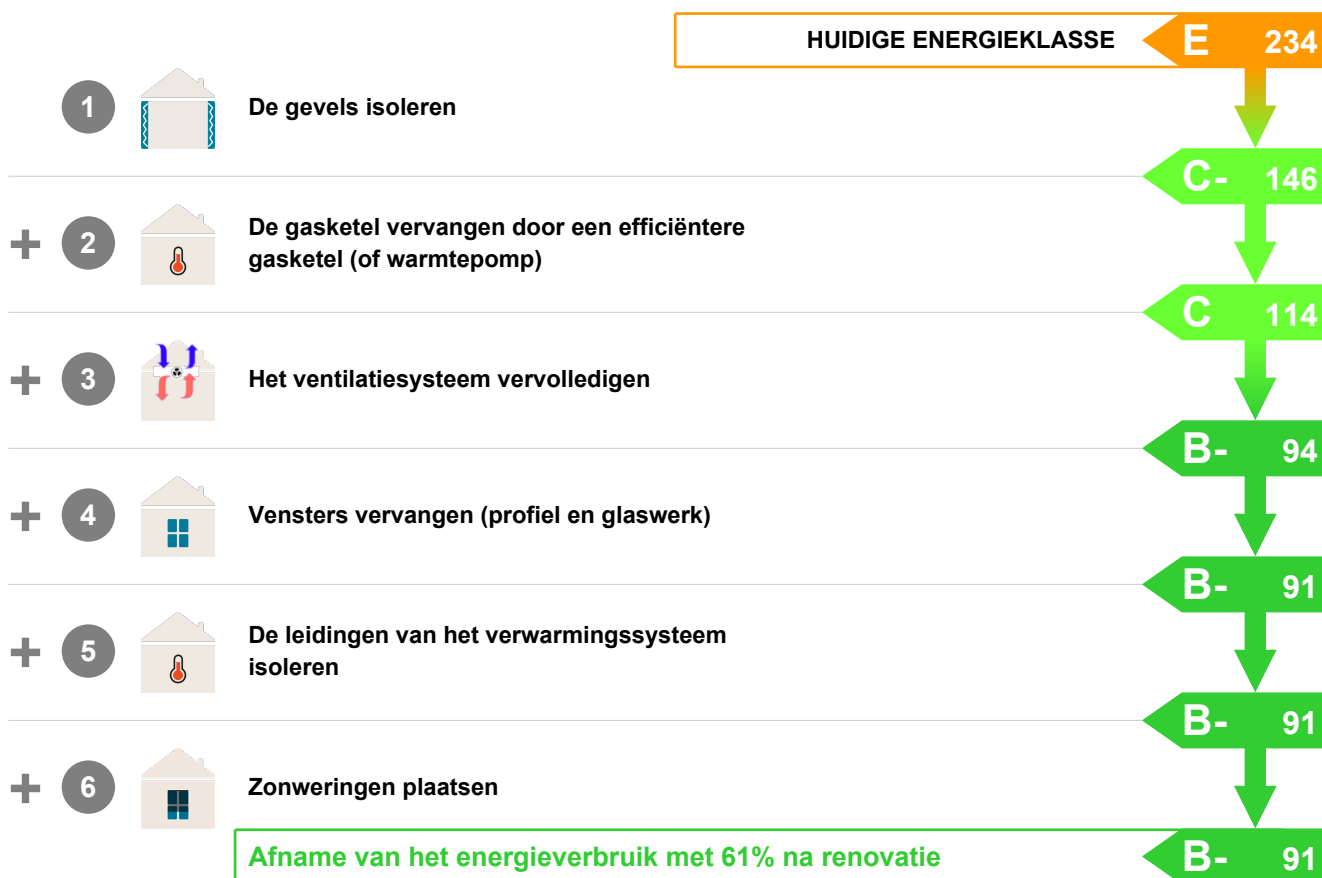 HUIDIGE ENERGIEKLASSE E 234
1 De gevels isoleren
C- 146
+ 2 De gasketel vervangen door een efficiëntere
gasketel (of warmtepomp)
C 114
+ 3 Het ventilatiesysteem vervolledigen
B- 94
+ 4 Vensters vervangen (profiel en glaswerk)
B- 91
+ 5 De leidingen van het verwarmingssysteem
isoleren
B- 91
+ 6 Zonweringen plaatsen
Afname van het energieverbruik met 61% na renovatie B- 91